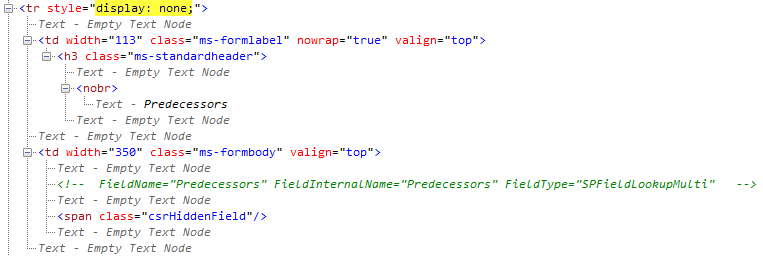 <tr style="display: none;">
Text - Empty Text Node
<td width="113" class="ms-formlabel" nowrap="true" valign="top">
<h3 class="ms-standardheader">
Text - Empty Text Node
<nobr>
Text - Predecessors
Text - Empty Text Node
Text - Empty Text Node
<td width="350" class="ms-formbody" valign="top">
Text - Empty Text Node
<!--  FieldName="Predecessors" FieldInternalName="Predecessors" FieldType="SPFieldLookupMulti"   -->
Text - Empty Text Node
<span class="csrHiddenField"/>
Text - Empty Text Node
Text - Empty Text Node